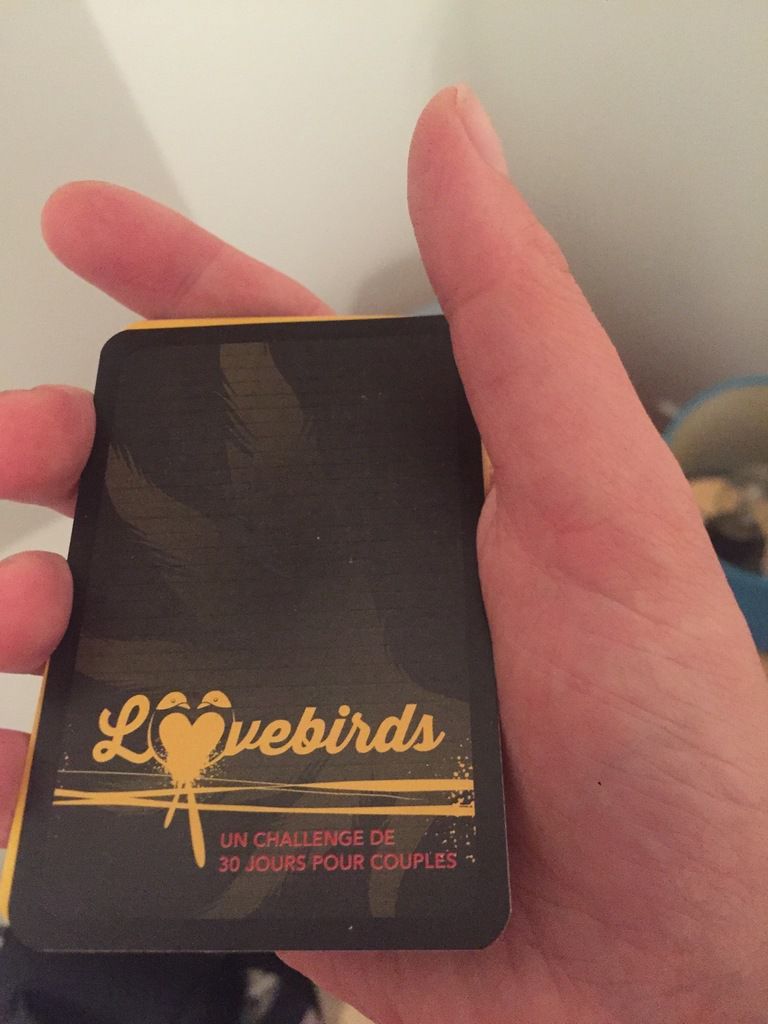 Lovebirds
UN CHALLENGE DE
30 JOURS POUR COUPLES